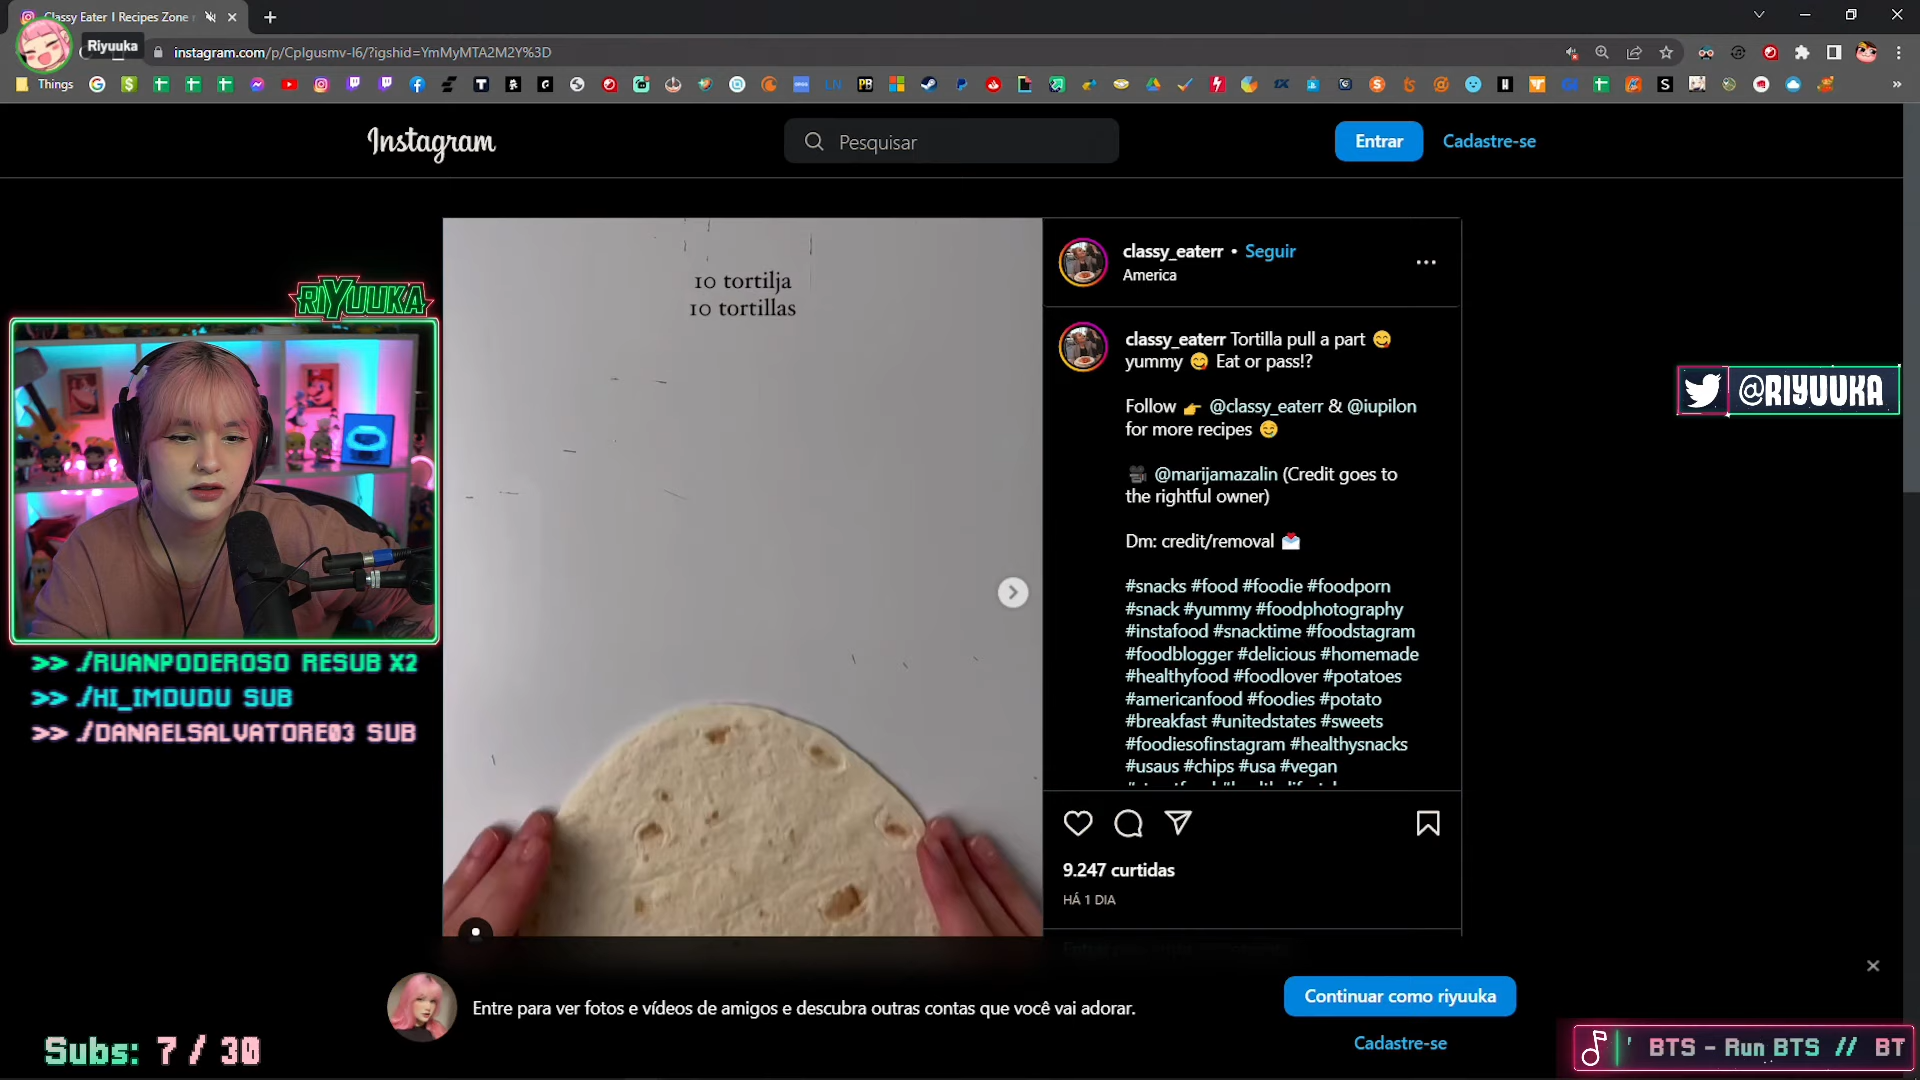 Classy Eater | Recipes Zone
Riyuuka
instagram.com/p/CpIgusmv-I6/?igshid=YmMyMTA2M2Y%3D
Things
Instagram
Pesquisar
Entrar
Cadastre-se
10 tortilja
10 tortillas
classy_eaterr • Seguir
America
classy_eaterr Tortilla pull a part 😋
yummy 😋 Eat or pass!?
Follow 👉 @classy_eaterr & @iupilon
for more recipes 😊
🎥 @marijamazalin (Credit goes to
the rightful owner)
Dm: credit/removal 💌
#snacks #food #foodie #foodporn
#snack #yummy #foodphotography
#instafood #snacktime #foodstagram
#foodblogger #delicious #homemade
#healthyfood #foodlover #potatoes
#americanfood #foodies #potato
#breakfast #unitedstates #sweets
#foodiesofinstagram #healthysnacks
#usaus #chips #usa #vegan
9.247 curtidas
HÁ 1 DIA
RIYUUKA
>> ./RUANPODEROSO RESUB X2
>> ./HI_IMDUDU SUB
>> ./DANAELSALVATORE03 SUB
@RIYUUKA
Entre para ver fotos e vídeos de amigos e descubra outras contas que você vai adorar.
Continuar como riyuuka
Cadastre-se
Subs: 7 / 30
BTS - Run BTS // BT